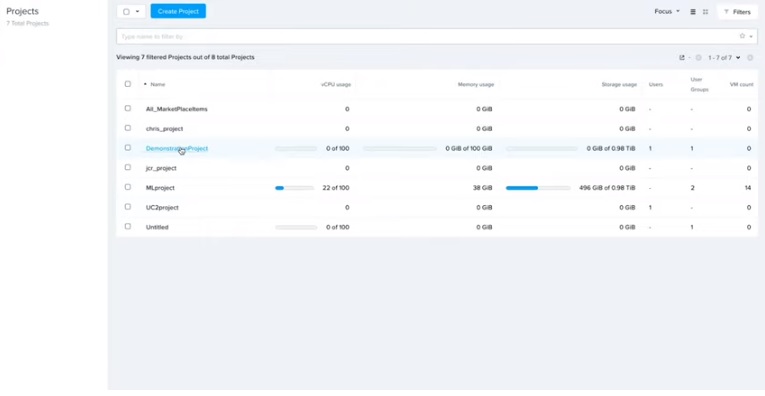 Projects
Create Project
Focus
Filters
7 Total Projects
Type name to filter by...
Viewing 7 filtered Projects out of 8 total Projects
1 - 7 of 7
Name vCPU usage Memory usage Storage usage Users User Groups VM count
All_MarketPlaceItems 0 0 GiB 0 GiB - - 0
chris_project 0 0 GiB 0 GiB - - 0
DemonstrationProject 0 of 100 0 GiB of 100 GiB 0 GiB of 0.98 TiB 1 1 0
jcr_project 0 0 GiB 0 GiB - - 0
MLproject 22 of 100 38 GiB 496 GiB of 0.98 TiB - 2 14
UC2project 0 0 GiB 0 GiB 1 - 0
Untitled 0 of 100 0 GiB 0 GiB - 1 0